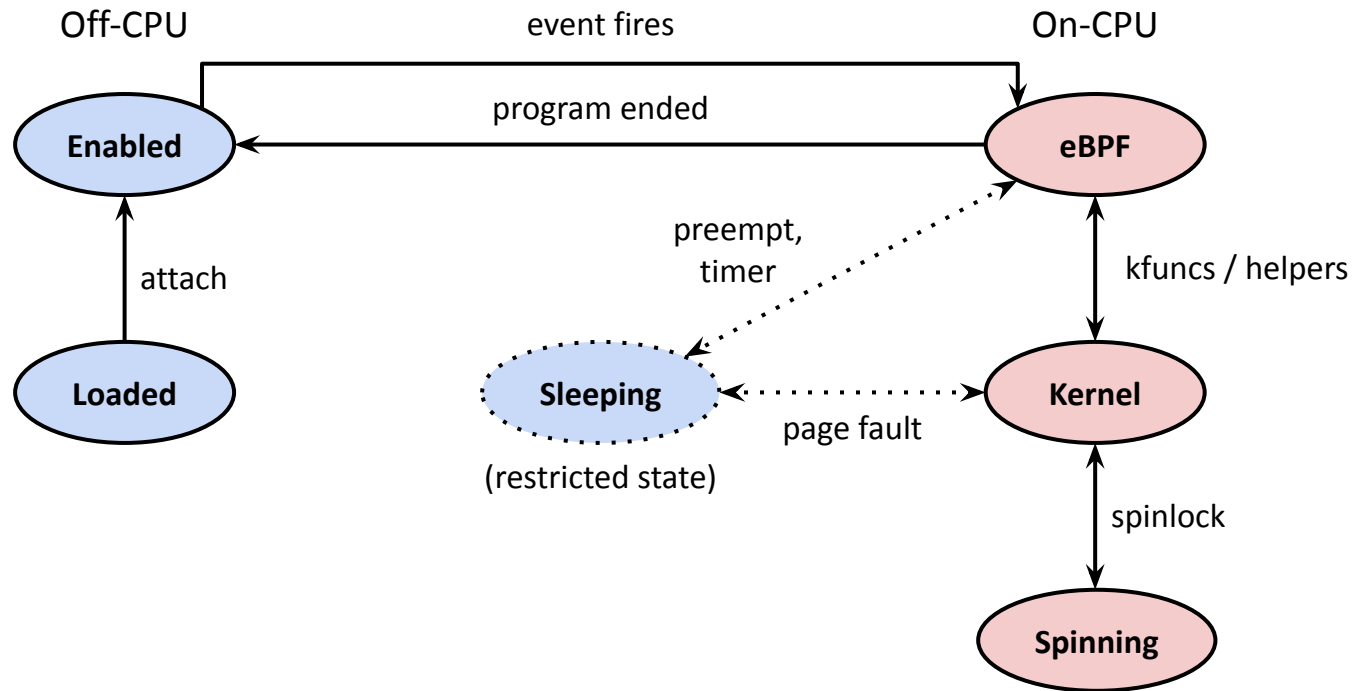 Off-CPU
event fires
On-CPU
program ended
Enabled
eBPF
preempt,
timer
attach
kfuncs / helpers
Loaded
Sleeping
Kernel
page fault
(restricted state)
spinlock
Spinning